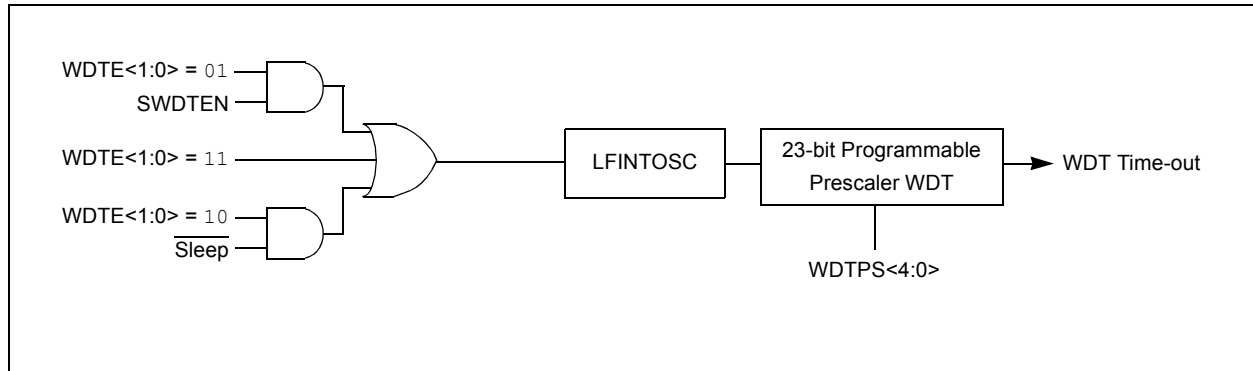 WDTE<1:0> = 01
SWDTEN
WDTE<1:0> = 11
WDTE<1:0> = 10
Sleep
LFINTOSC
23-bit Programmable
Prescaler WDT
WDT Time-out
WDTPS<4:0>